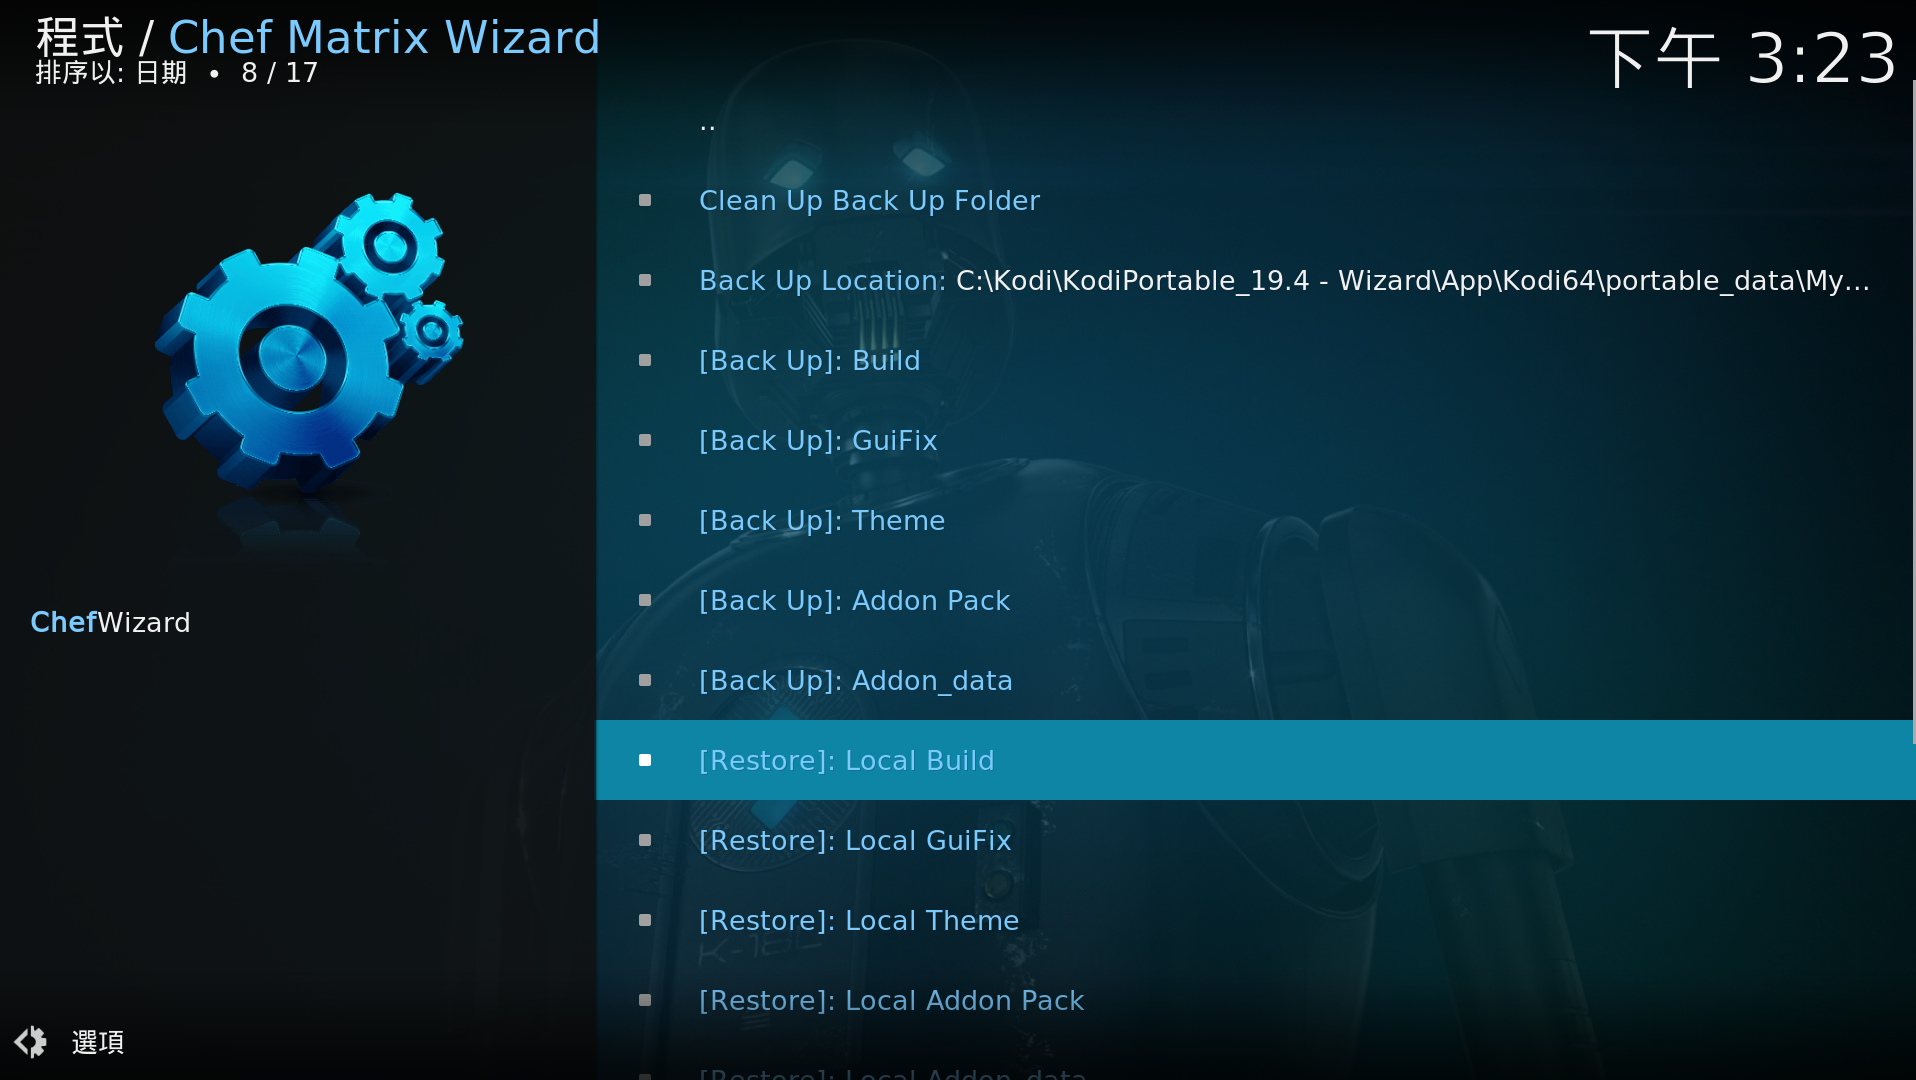 程式 / Chef Matrix Wizard
排序以: 日期 • 8 / 17
下午 3:23
..
Clean Up Back Up Folder
Back Up Location: C:\Kodi\KodiPortable_19.4 - Wizard\App\Kodi64\portable_data\My...
[Back Up]: Build
[Back Up]: GuiFix
[Back Up]: Theme
[Back Up]: Addon Pack
[Back Up]: Addon_data
[Restore]: Local Build
[Restore]: Local GuiFix
[Restore]: Local Theme
[Restore]: Local Addon Pack
[Restore]: Local Addon_data
ChefWizard
選項